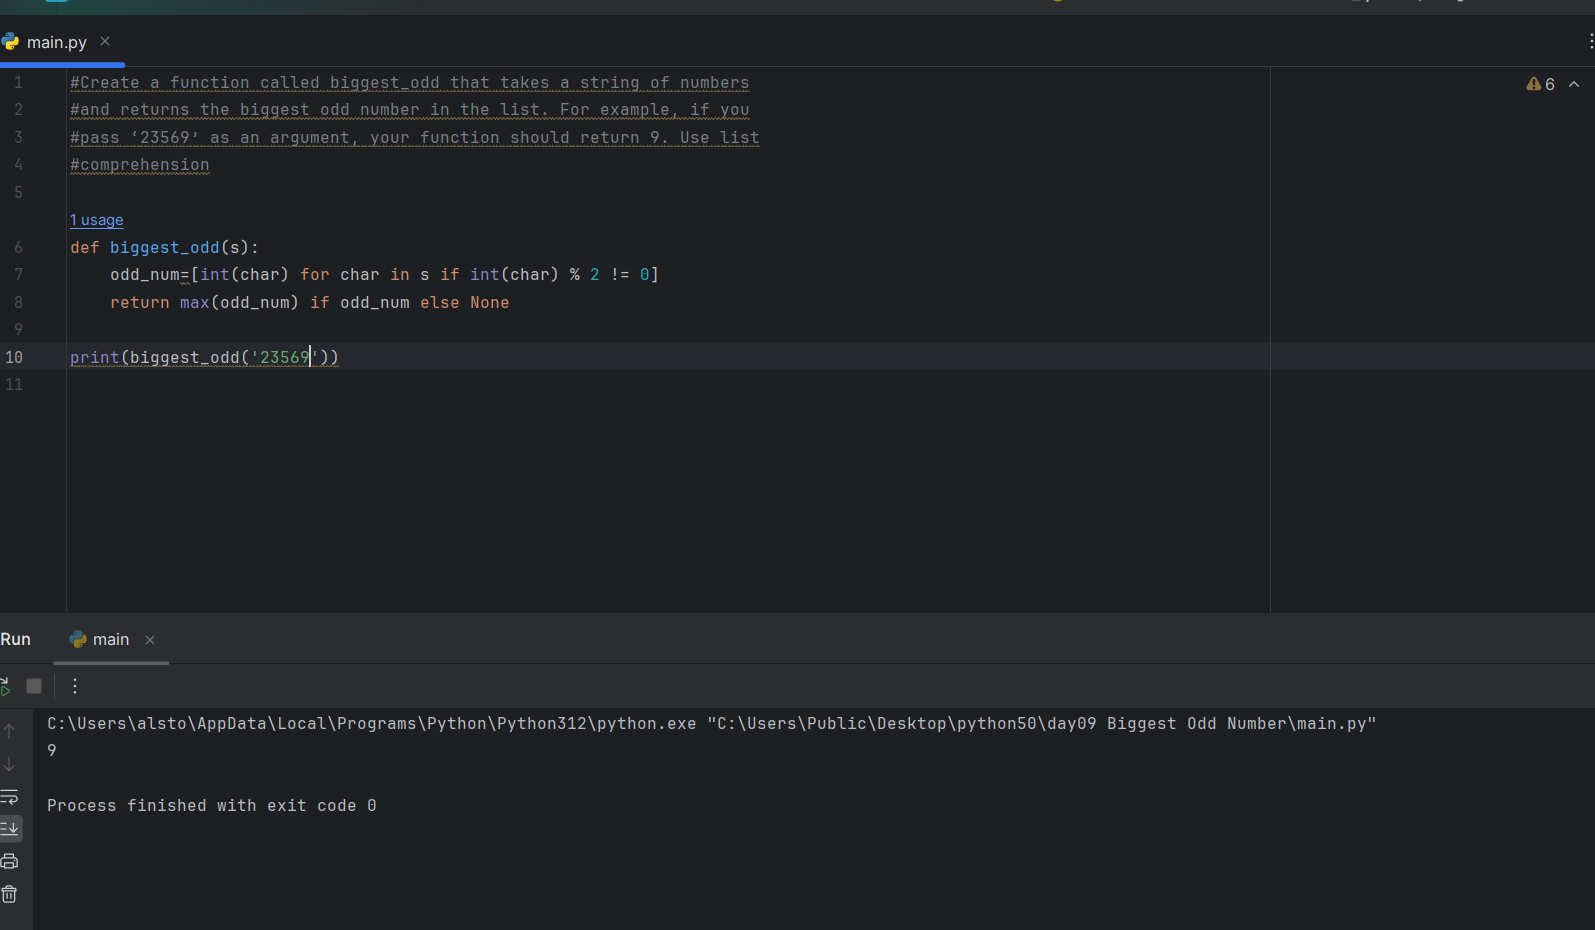 main.py
6
1 #Create a function called biggest_odd that takes a string of numbers
2 #and returns the biggest odd number in the list. For example, if you
3 #pass ‘23569’ as an argument, your function should return 9. Use list
4 #comprehension
5
1 usage
6 def biggest_odd(s):
7     odd_num=[int(char) for char in s if int(char) % 2 != 0]
8     return max(odd_num) if odd_num else None
9
10 print(biggest_odd('23569'))
11
Run main
C:\Users\alsto\AppData\Local\Programs\Python\Python312\python.exe "C:\Users\Public\Desktop\python50\day09 Biggest Odd Number\main.py"
9
Process finished with exit code 0